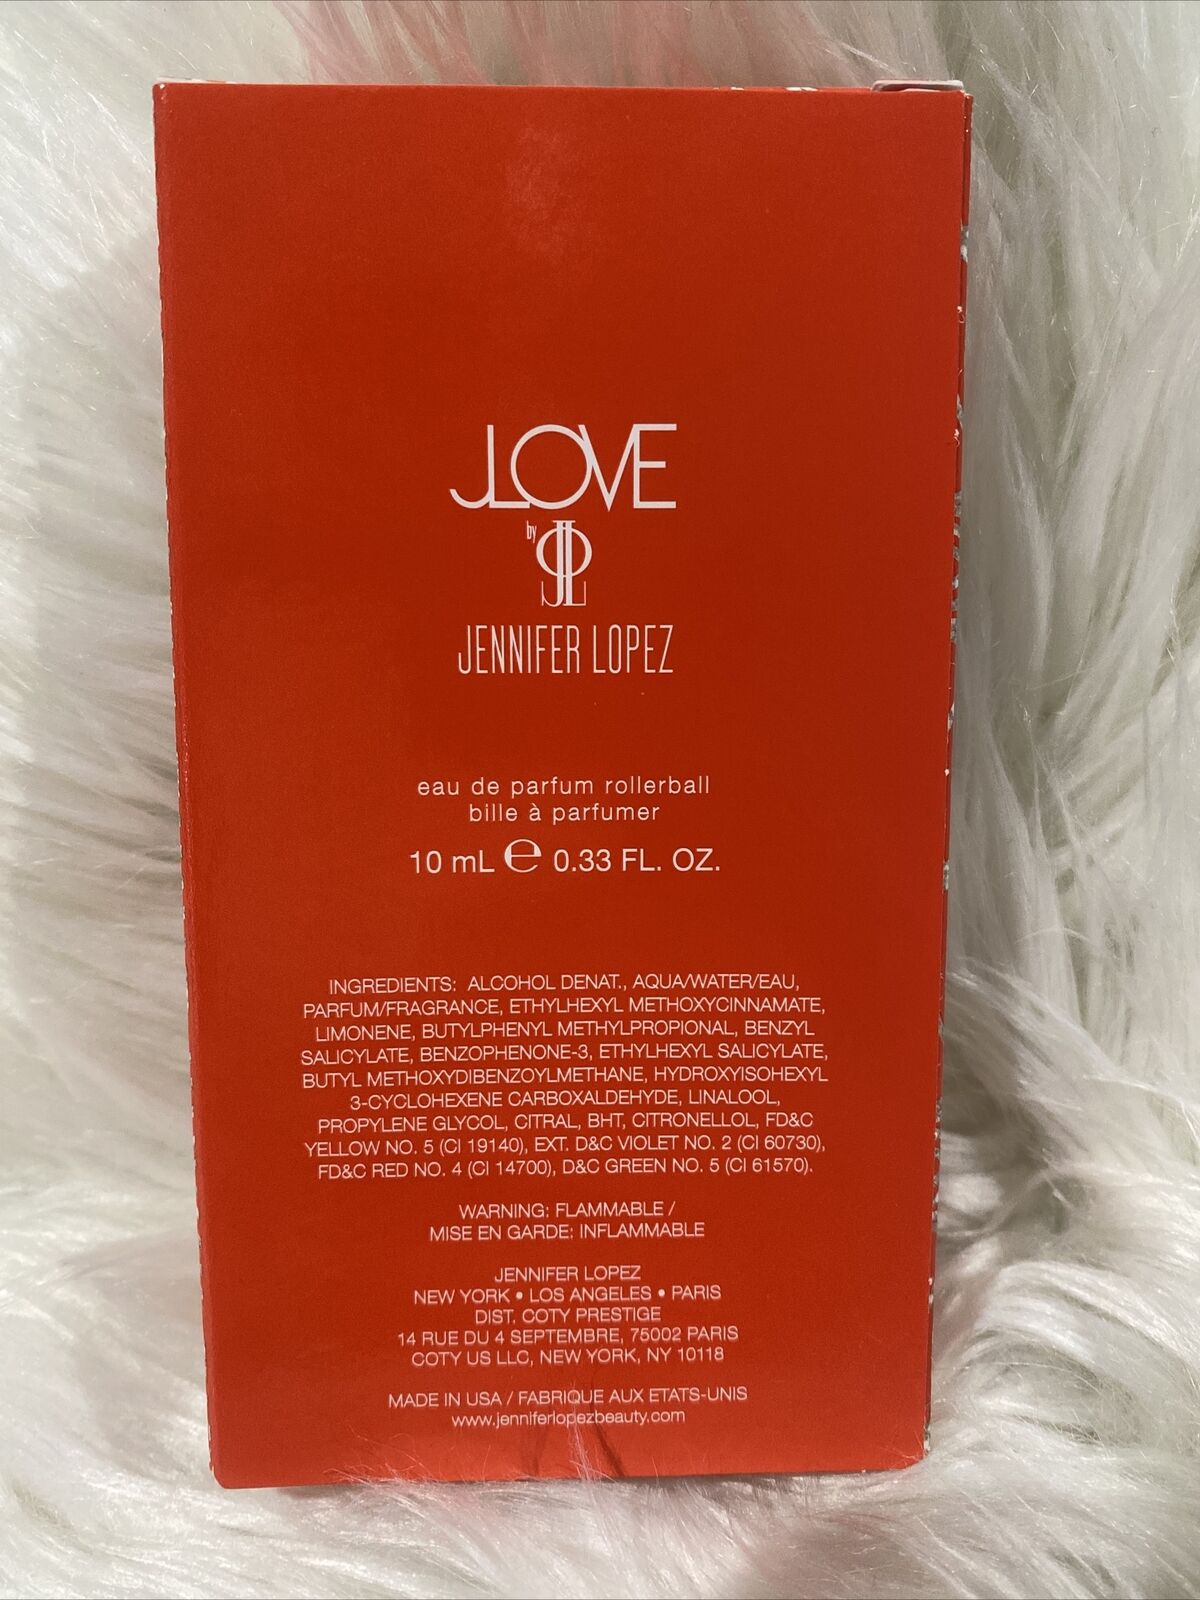 JLOVE
by JL
JENNIFER LOPEZ
eau de parfum rollerball
bille à parfumer
10 mL ℮ 0.33 FL. OZ.
INGREDIENTS: ALCOHOL DENAT., AQUA/WATER/EAU,
PARFUM/FRAGRANCE, ETHYLHEXYL METHOXYCINNAMATE,
LIMONENE, BUTYLPHENYL METHYLPROPIONAL, BENZYL
SALICYLATE, BENZOPHENONE-3, ETHYLHEXYL SALICYLATE,
BUTYL METHOXYDIBENZOYLMETHANE, HYDROXYISOHEXYL
3-CYCLOHEXENE CARBOXALDEHYDE, LINALOOL,
PROPYLENE GLYCOL, CITRAL, BHT, CITRONELLOL, FD&C
YELLOW NO. 5 (CI 19140), EXT. D&C VIOLET NO. 2 (CI 60730),
FD&C RED NO. 4 (CI 14700), D&C GREEN NO. 5 (CI 61570).
WARNING: FLAMMABLE /
MISE EN GARDE: INFLAMMABLE
JENNIFER LOPEZ
NEW YORK • LOS ANGELES • PARIS
DIST. COTY PRESTIGE
14 RUE DU 4 SEPTEMBRE, 75002 PARIS
COTY US LLC, NEW YORK, NY 10118
MADE IN USA / FABRIQUE AUX ETATS-UNIS
www.jenniferlopezbeauty.com